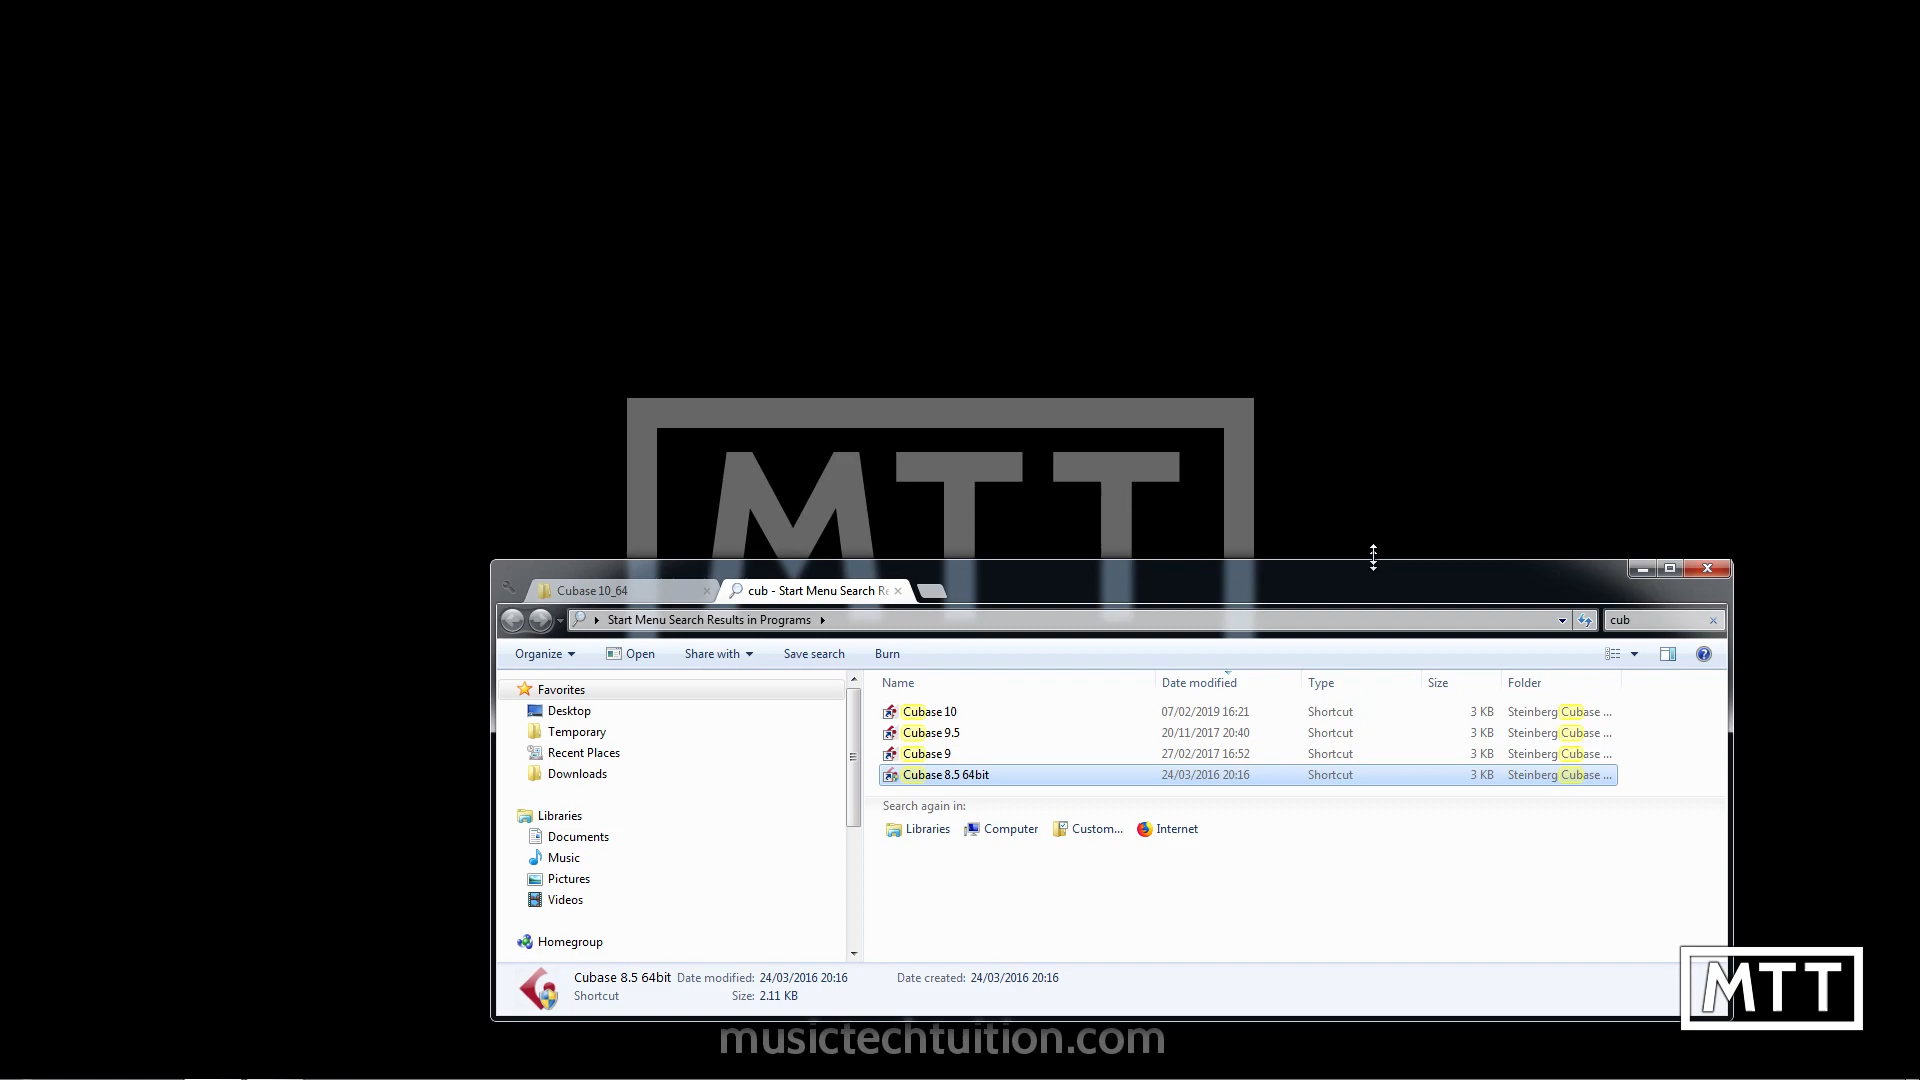 MTT
Cubase 10_64
cub - Start Menu Search Re
Start Menu Search Results in Programs
cub
Organize
Open
Share with
Save search
Burn
Favorites
Desktop
Temporary
Recent Places
Downloads
Libraries
Documents
Music
Pictures
Videos
Homegroup
Name Date modified Type Size Folder
Cubase 10 07/02/2019 16:21 Shortcut 3 KB Steinberg Cubase ...
Cubase 9.5 20/11/2017 20:40 Shortcut 3 KB Steinberg Cubase ...
Cubase 9 27/02/2017 16:52 Shortcut 3 KB Steinberg Cubase ...
Cubase 8.5 64bit 24/03/2016 20:16 Shortcut 3 KB Steinberg Cubase ...
Search again in:
Libraries Computer Custom... Internet
Cubase 8.5 64bit Date modified: 24/03/2016 20:16 Date created: 24/03/2016 20:16
Shortcut Size: 2.11 KB
MTT
musictechtuition.com